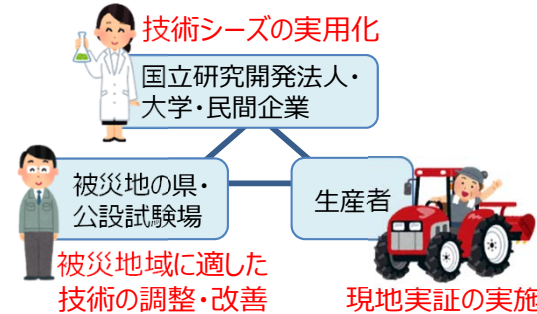 技術シーズの実用化
国立研究開発法人・
大学・民間企業
被災地の県・
公設試験場
生産者
被災地域に適した
技術の調整・改善
現地実証の実施